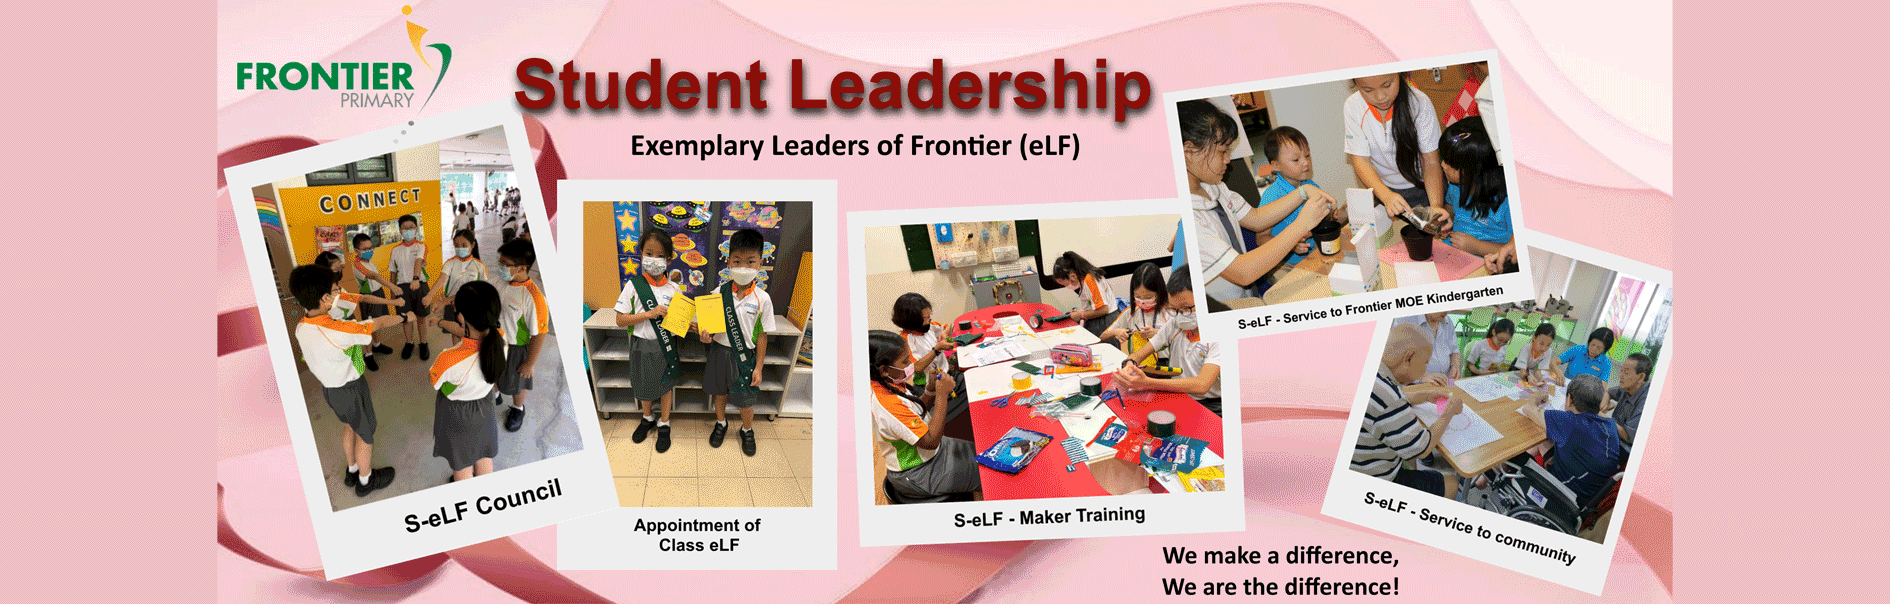 FRONTIER
PRIMARY
Student Leadership
Exemplary Leaders of Frontier (eLF)
CONNECT
S-eLF Council
CLASS LEADER
CLASS LEADER
Appointment of
Class eLF
S-eLF - Maker Training
S-eLF - Service to Frontier MOE Kindergarten
S-eLF - Service to community
We make a difference,
We are the difference!